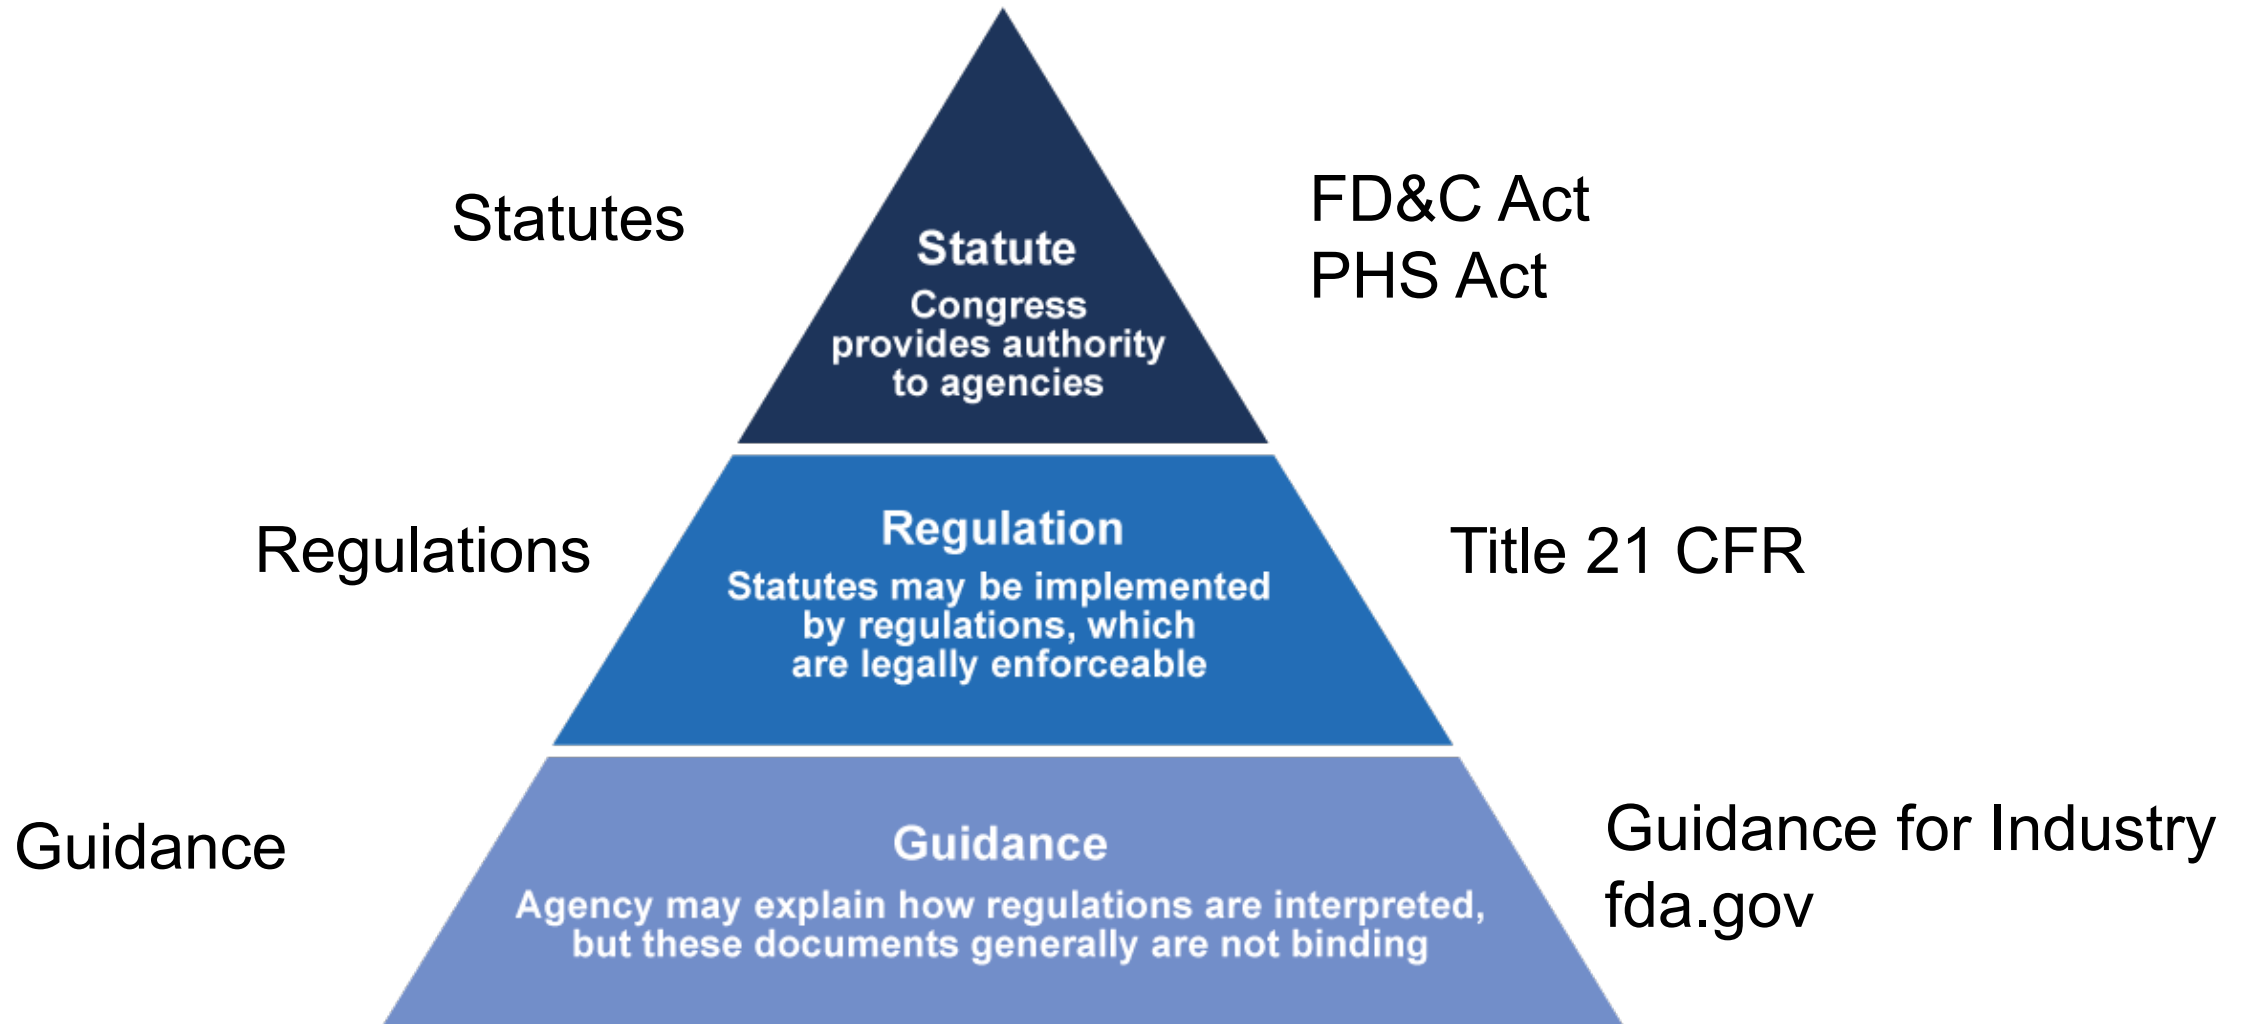 Statutes
Statute
Congress
provides authority
to agencies
FD&C Act
PHS Act
Regulations
Regulation
Statutes may be implemented
by regulations, which
are legally enforceable
Title 21 CFR
Guidance
Guidance
Agency may explain how regulations are interpreted,
but these documents generally are not binding
Guidance for Industry
fda.gov